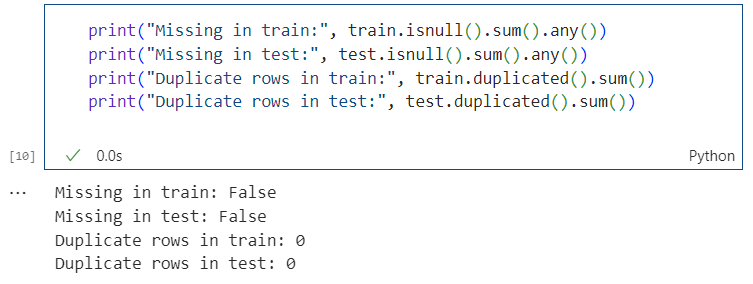 print("Missing in train:", train.isnull().sum().any())
print("Missing in test:", test.isnull().sum().any())
print("Duplicate rows in train:", train.duplicated().sum())
print("Duplicate rows in test:", test.duplicated().sum())
[10] ✓ 0.0s Python
... Missing in train: False
Missing in test: False
Duplicate rows in train: 0
Duplicate rows in test: 0